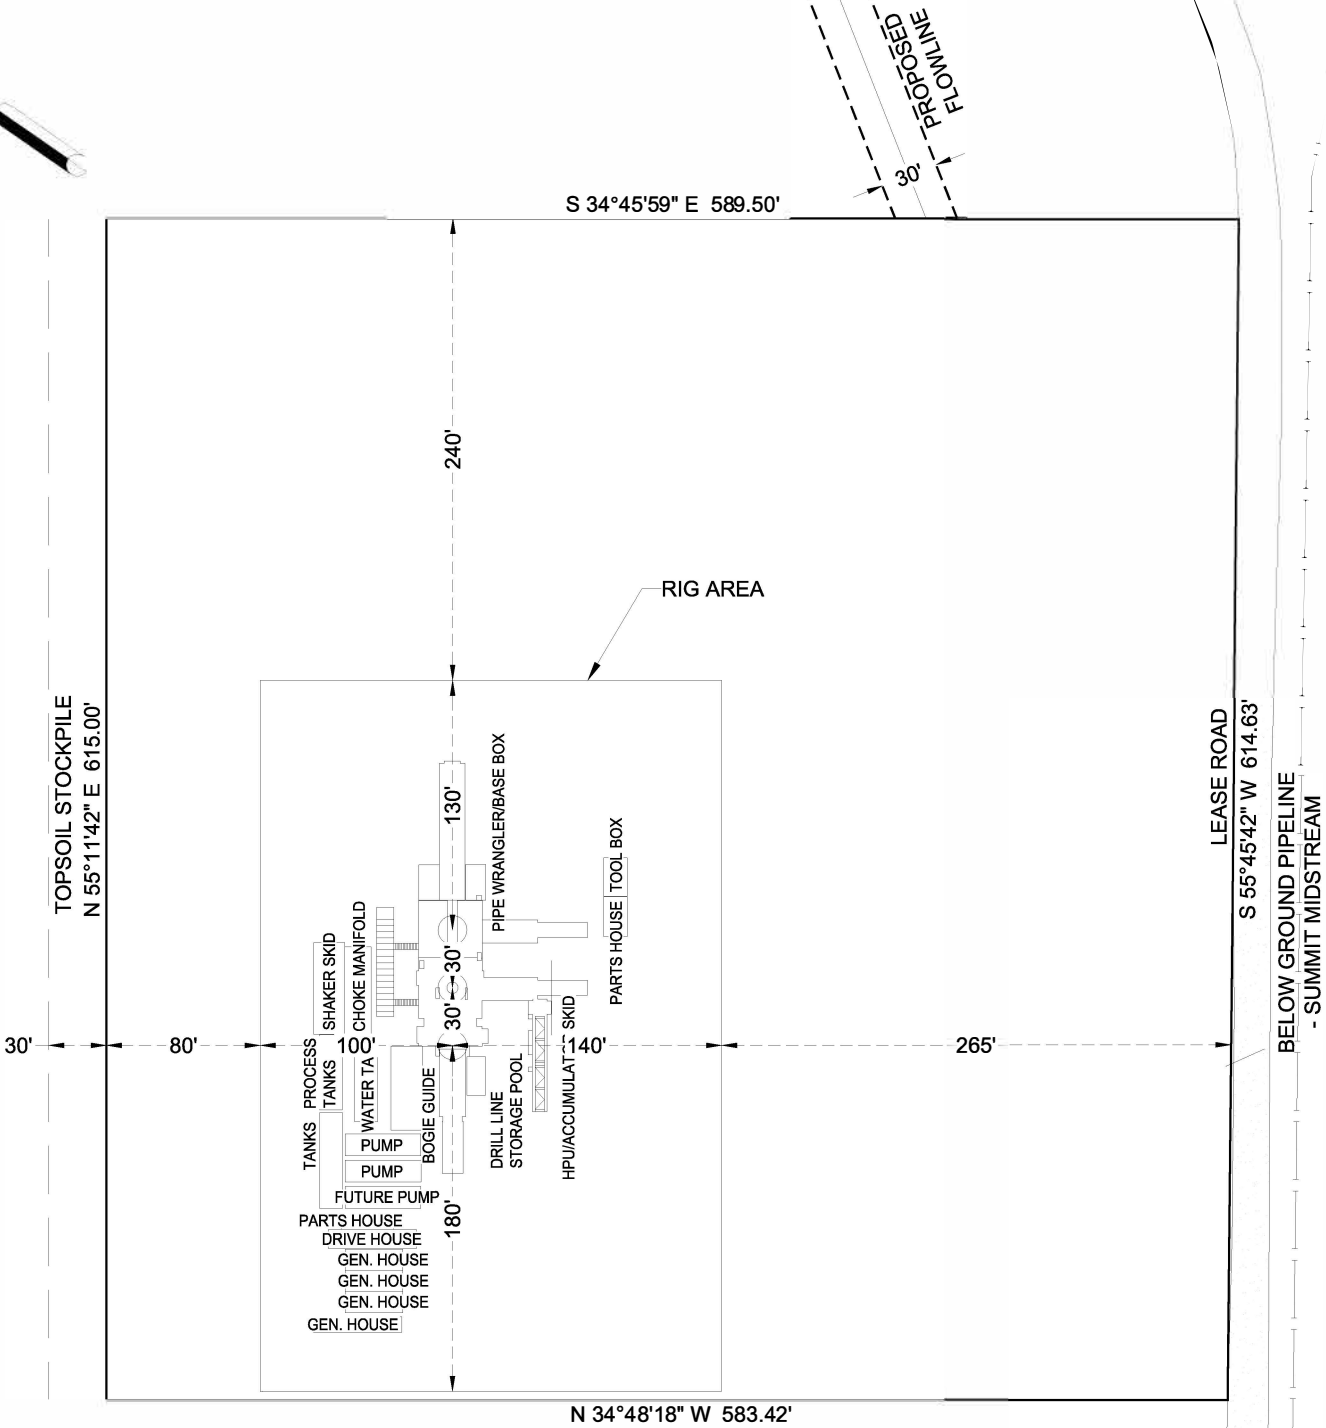 PROPOSED
FLOWLINE
30'
S 34°45'59" E 589.50'
240'
RIG AREA
TOPSOIL STOCKPILE
N 55°11'42" E 615.00'
LEASE ROAD
S 55°45'42" W 614.63'
BELOW GROUND PIPELINE
- SUMMIT MIDSTREAM
130'
PIPE WRANGLER/BASE BOX
PARTS HOUSE
TOOL BOX
SHAKER SKID
CHOKE MANIFOLD
30'
30'
30'
80'
100'
140'
265'
PROCESS
TANKS
TANKS
WATER TA
BOGIE GUIDE
DRILL LINE
STORAGE POOL
HPU/ACCUMULAT
SKID
PUMP
PUMP
FUTURE PUMP
180'
PARTS HOUSE
DRIVE HOUSE
GEN. HOUSE
GEN. HOUSE
GEN. HOUSE
GEN. HOUSE
N 34°48'18" W 583.42'